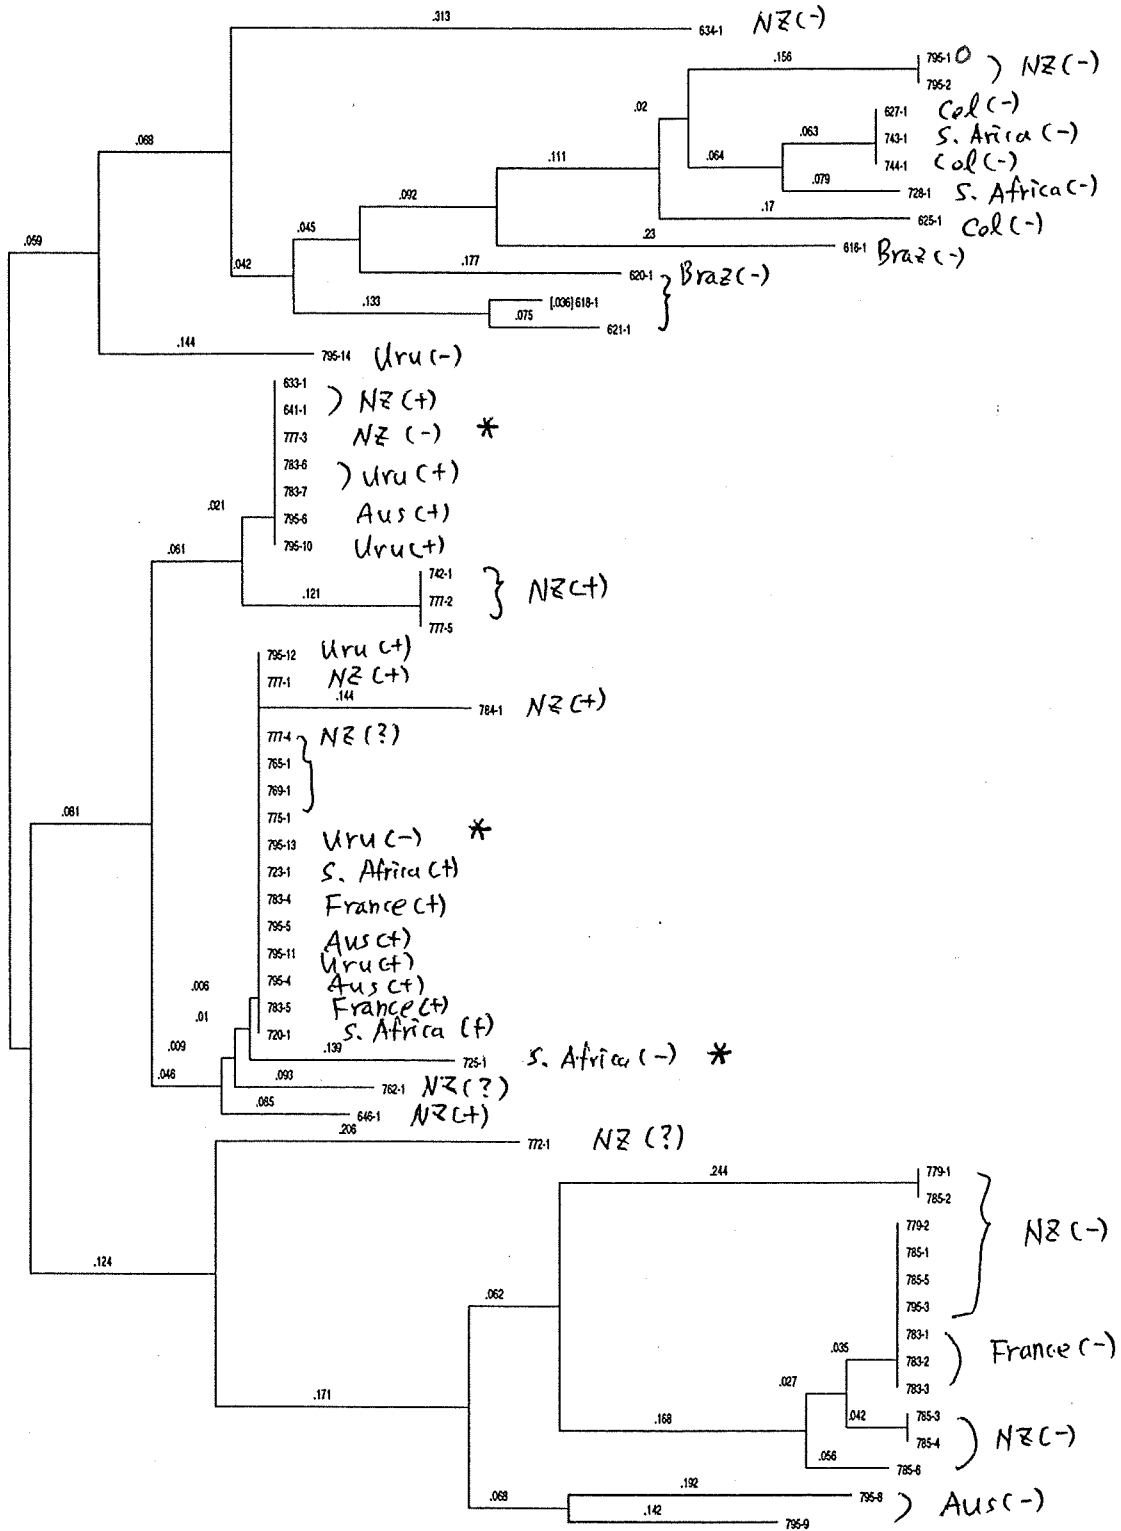 .313
634-1 NZ (-)
.156
795-1 O ) NZ (-)
795-2
.02
627-1 Col (-)
.063
743-1 S. Arica (-)
.068
.111
.064
744-1 Col (-)
.079
728-1 S. Africa (-)
.092
.17
625-1 Col (-)
.045
.059
.23
616-1 Braz (-)
.042
.177
620-1 } Braz (-)
.133
[.036] 618-1
.075
621-1
.144
795-14 Uru (-)
633-1
641-1 ) NZ (+)
777-3 NZ (-) *
783-6
783-7 ) Uru (+)
.021
795-6 Aus (+)
795-10 Uru (+)
.061
742-1
.121
777-2 } NZ (+)
777-5
795-12 Uru (+)
777-1 NZ (+)
.144
784-1 NZ (+)
777-4 NZ (?)
765-1
769-1
775-1
.081
795-13 Uru (-) *
723-1 S. Africa (+)
783-4 France (+)
795-5 Aus (+)
795-11 Uru (+)
795-4 Aus (+)
.006
783-5 France (+)
.01
720-1 S. Africa (+)
.009
.139
725-1 S. Africa (-) *
.046
.093
762-1 NZ (?)
.085
646-1 NZ (+)
.206
772-1 NZ (?)
.244
779-1
785-2
779-2
785-1 NZ (-)
.124
785-5
.062
795-3
783-1
.035
783-2 ) France (-)
.027
783-3
.171
.168
.042
785-3
785-4 ) NZ (-)
.056
785-6
.068
.192
795-8 ) Aus (-)
.142
795-9